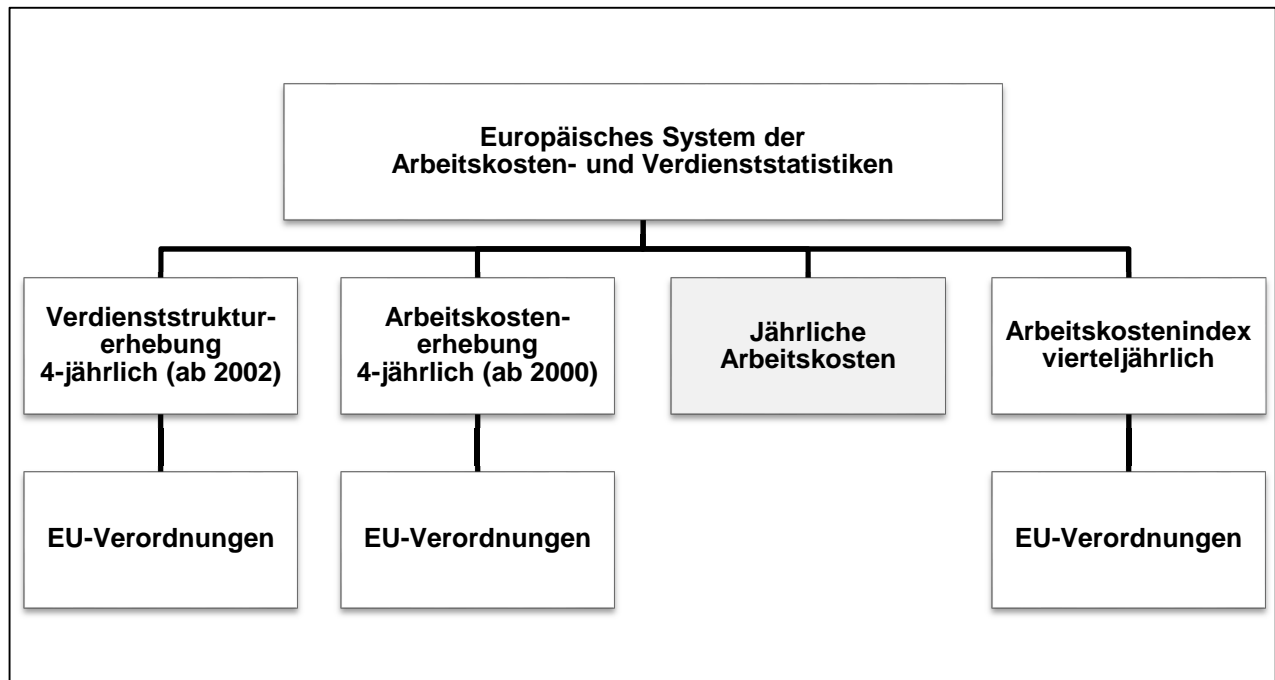 Europäisches System der
Arbeitskosten- und Verdienststatistiken
Verdienststruktur-
erhebung
4-jährlich (ab 2002)
Arbeitskosten-
erhebung
4-jährlich (ab 2000)
Jährliche
Arbeitskosten
Arbeitskostenindex
vierteljährlich
EU-Verordnungen
EU-Verordnungen
EU-Verordnungen